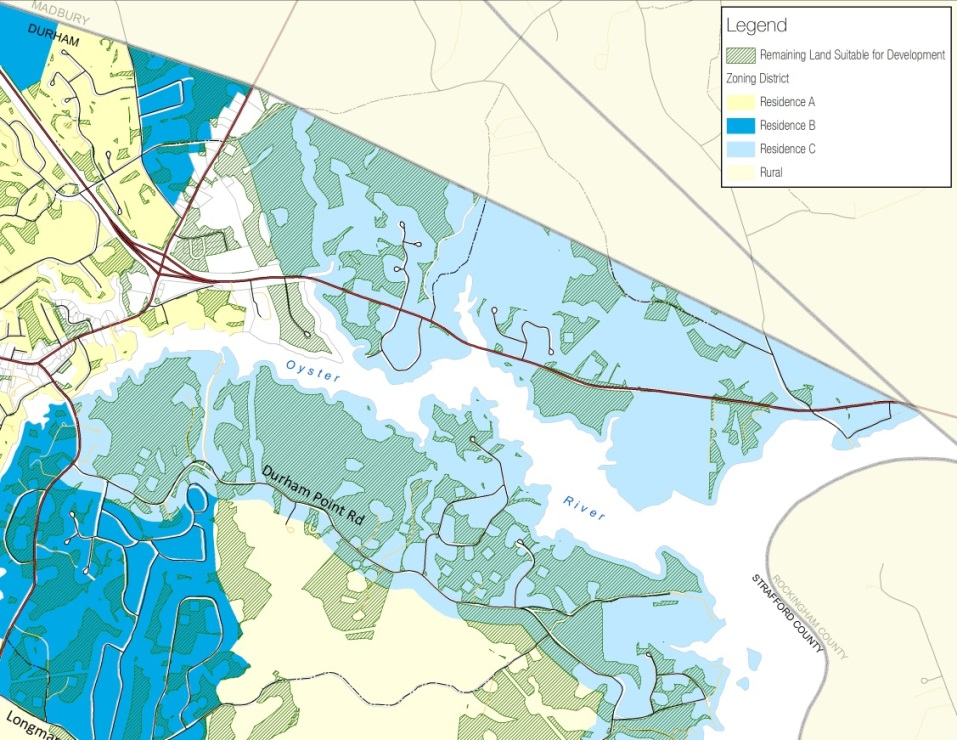 MADBURY
DURHAM
Legend
Remaining Land Suitable for Development
Zoning District
Residence A
Residence B
Residence C
Rural
Oyster
River
Durham Point Rd
ROCKINGHAM COUNTY
STRAFFORD COUNTY
Longmar